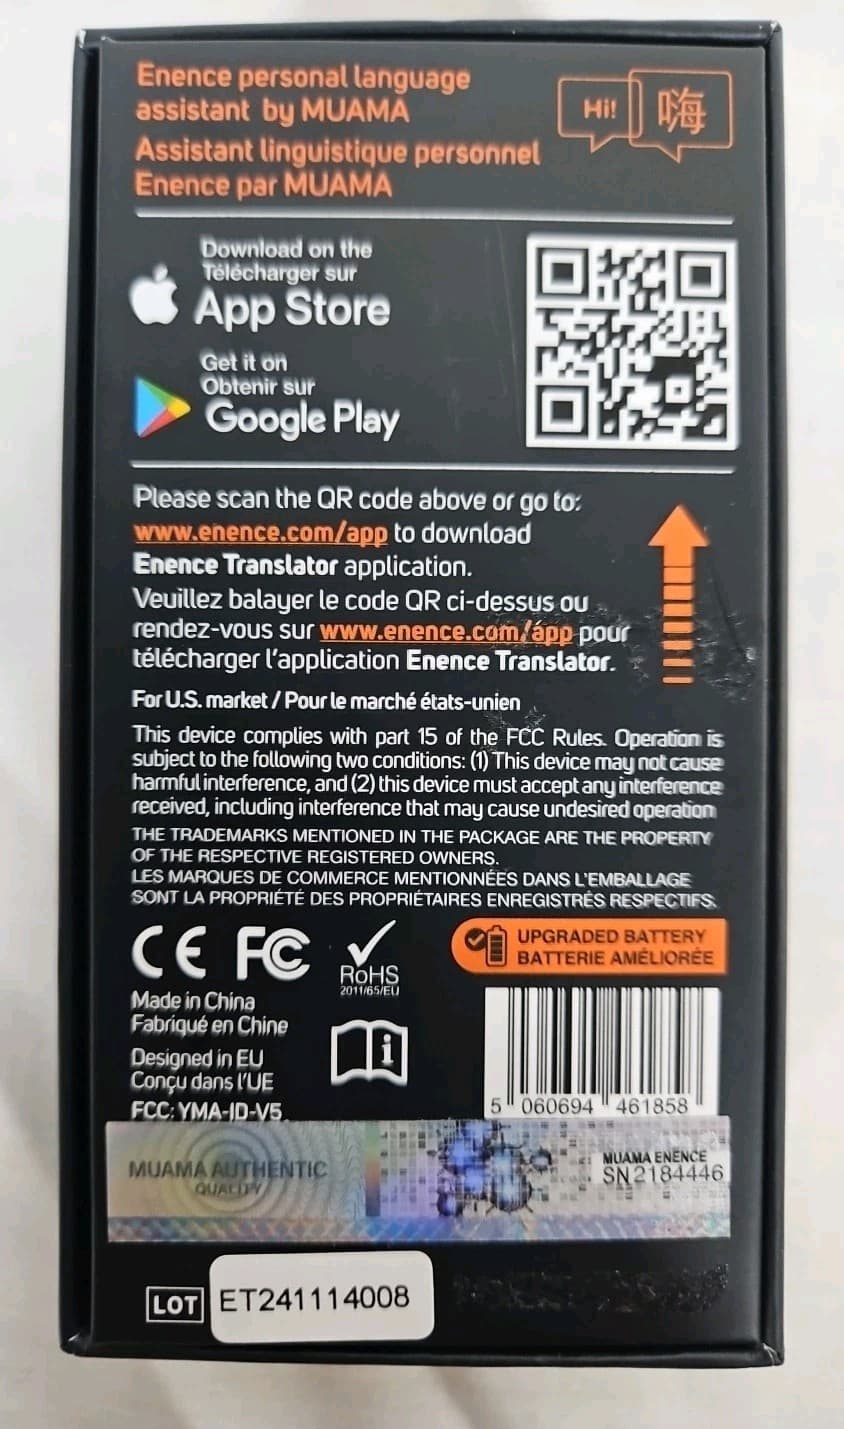 Enence personal language
assistant by MUAMA
Assistant linguistique personnel
Enence par MUAMA
Hi!
嗨
Download on the
Télécharger sur
App Store
Get it on
Obtenir sur
Google Play
Please scan the QR code above or go to:
www.enence.com/app to download
Enence Translator application.
Veuillez balayer le code QR ci-dessus ou
rendez-vous sur www.enence.com/app pour
télécharger l'application Enence Translator.
For U.S. market / Pour le marché états-unien
This device complies with part 15 of the FCC Rules. Operation is
subject to the following two conditions: (1) This device may not cause
harmful interference, and (2) this device must accept any interference
received, including interference that may cause undesired operation
THE TRADEMARKS MENTIONED IN THE PACKAGE ARE THE PROPERTY
OF THE RESPECTIVE REGISTERED OWNERS.
LES MARQUES DE COMMERCE MENTIONNÉES DANS L'EMBALLAGE
SONT LA PROPRIÉTÉ DES PROPRIÉTAIRES ENREGISTRÉS RESPECTIFS.
CE FC
RoHS
2011/65/EU
UPGRADED BATTERY
BATTERIE AMÉLIORÉE
Made in China
Fabriqué en Chine
Designed in EU
Conçu dans l'UE
FCC: YMA-ID-V5
i
5 060694 461858
MUAMA AUTHENTIC
QUALITY
MUAMA ENENCE
SN2184446
LOT
ET241114008